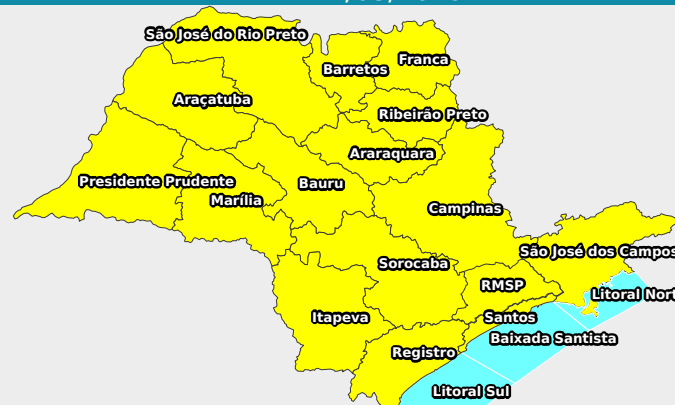 São José do Rio Preto
Franca
Barretos
Araçatuba
Ribeirão Preto
Araraquara
Presidente Prudente
Bauru
Marília
Campinas
São José dos Campos
Sorocaba
RMSP
Litoral Nort
Itapeva
Santos
Baixada Santista
Registro
Litoral Sul